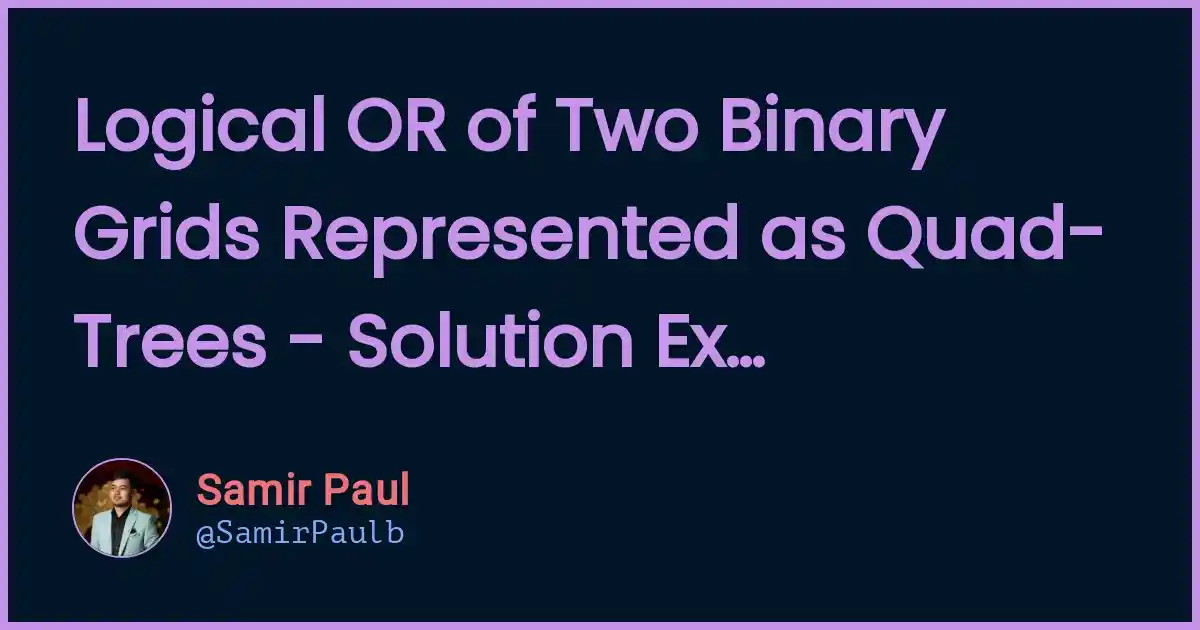 Logical OR of Two Binary
Grids Represented as Quad-
Trees - Solution Ex...
Samir Paul
@SamirPaulb